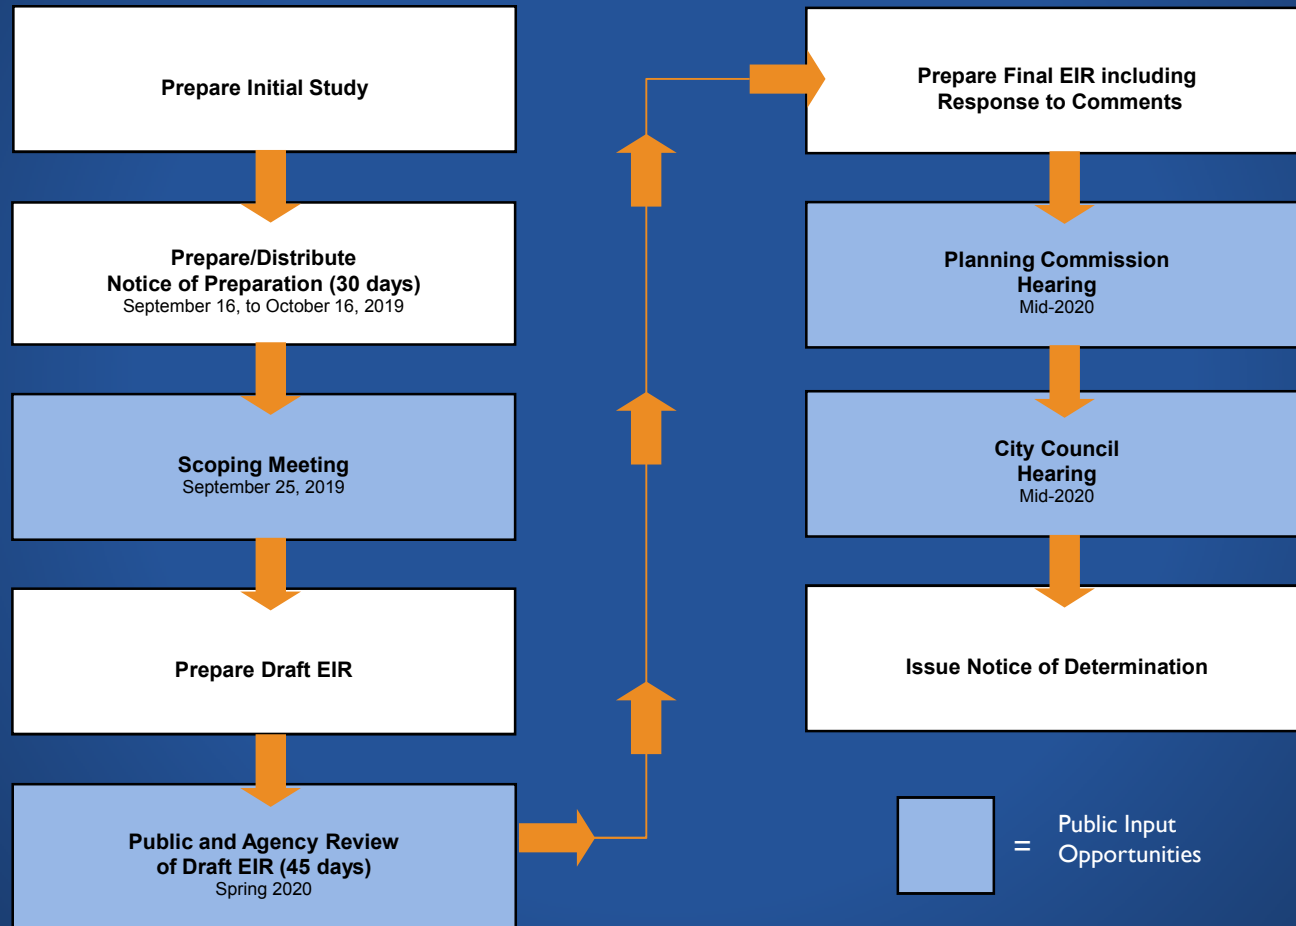 Prepare Initial Study
Prepare/Distribute
Notice of Preparation (30 days)
September 16, to October 16, 2019
Scoping Meeting
September 25, 2019
Prepare Draft EIR
Public and Agency Review
of Draft EIR (45 days)
Spring 2020
Prepare Final EIR including
Response to Comments
Planning Commission
Hearing
Mid-2020
City Council
Hearing
Mid-2020
Issue Notice of Determination
= Public Input
Opportunities